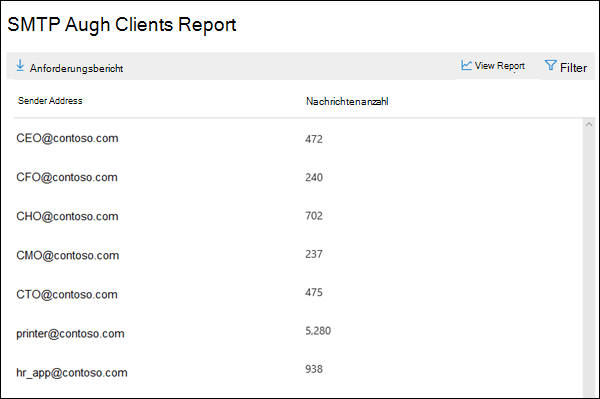 SMTP Augh Clients Report
Anforderungsbericht View Report Filter
Sender Address Nachrichtenanzahl
CEO@contoso.com 472
CFO@contoso.com 240
CHO@contoso.com 702
CMO@contoso.com 237
CTO@contoso.com 475
printer@contoso.com 5,280
hr_app@contoso.com 938